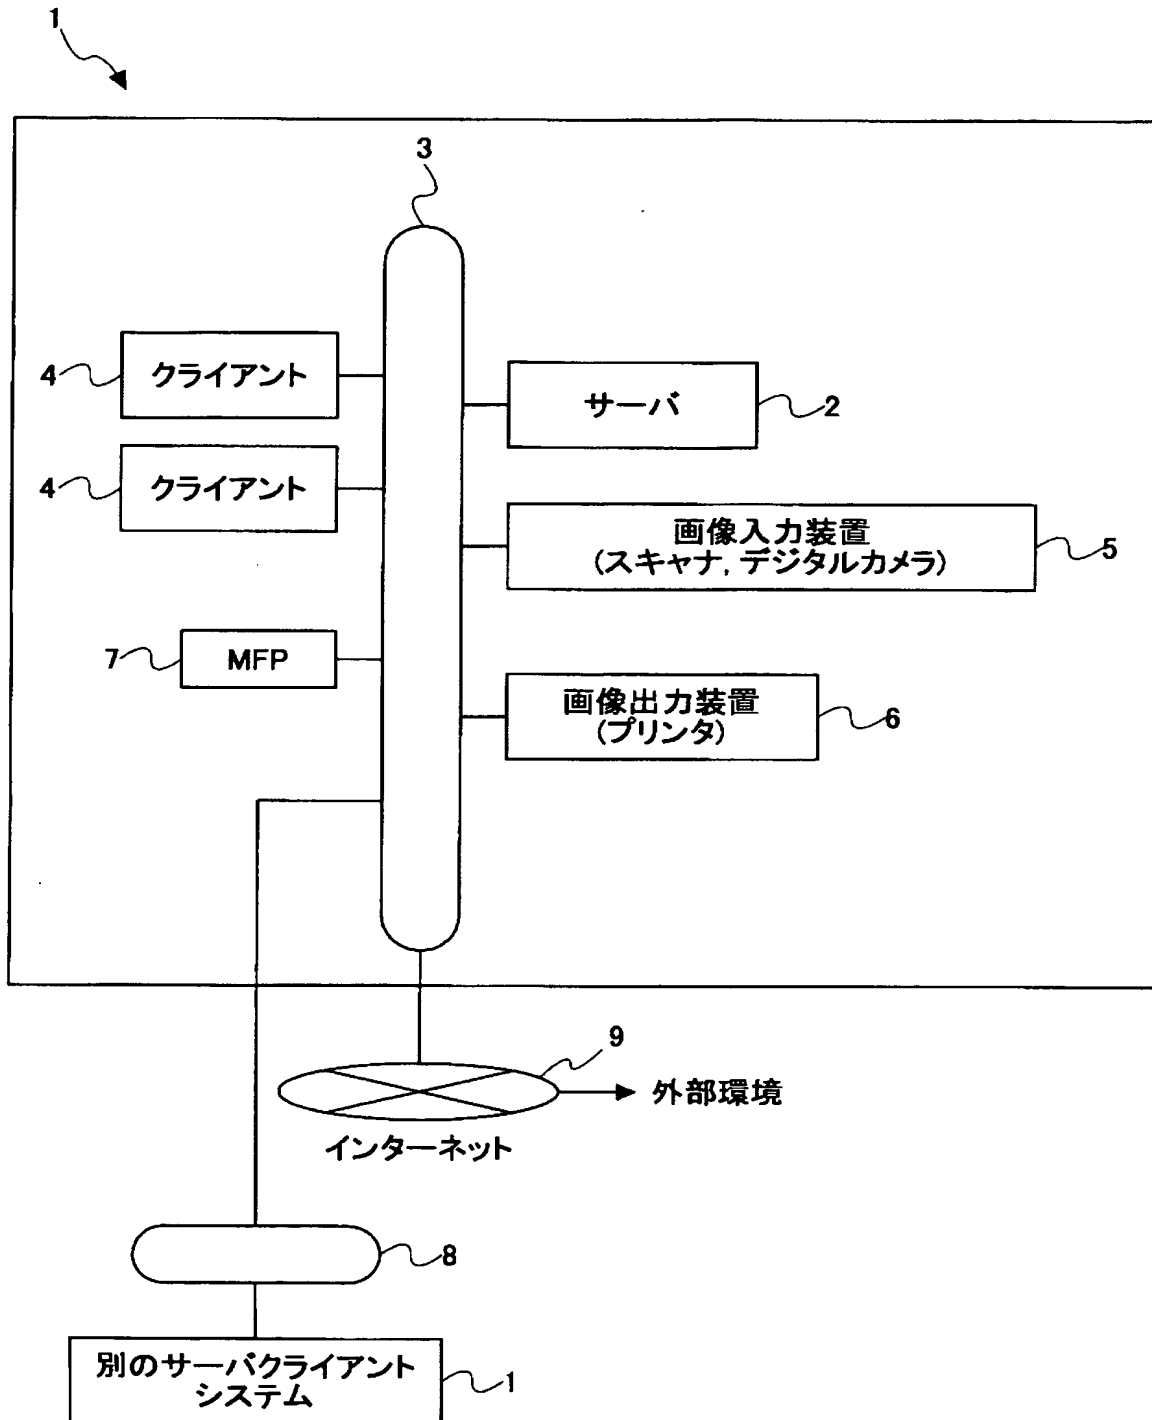 1
3
4
クライアント
サーバ
2
4
クライアント
画像入力装置
(スキャナ, デジタルカメラ)
5
7
MFP
画像出力装置
(プリンタ)
6
9
外部環境
インターネット
8
別のサーバクライアント
システム
1